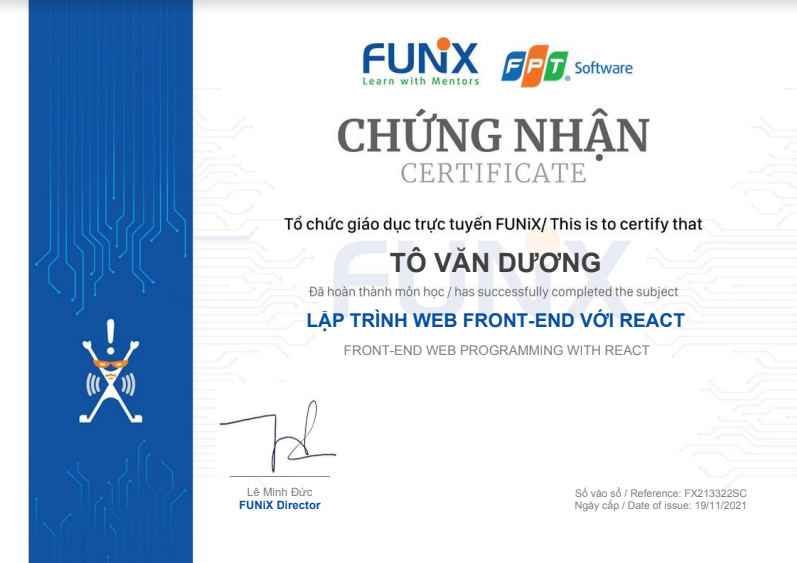 FUNiX
Learn with Mentors
FPT Software
CHỨNG NHẬN
CERTIFICATE
Tổ chức giáo dục trực tuyến FUNiX/ This is to certify that
TÔ VĂN DƯƠNG
Đã hoàn thành môn học / has successfully completed the subject
LẬP TRÌNH WEB FRONT-END VỚI REACT
FRONT-END WEB PROGRAMMING WITH REACT
Lê Minh Đức
FUNiX Director
Số vào sổ / Reference: FX213322SC
Ngày cấp / Date of issue: 19/11/2021